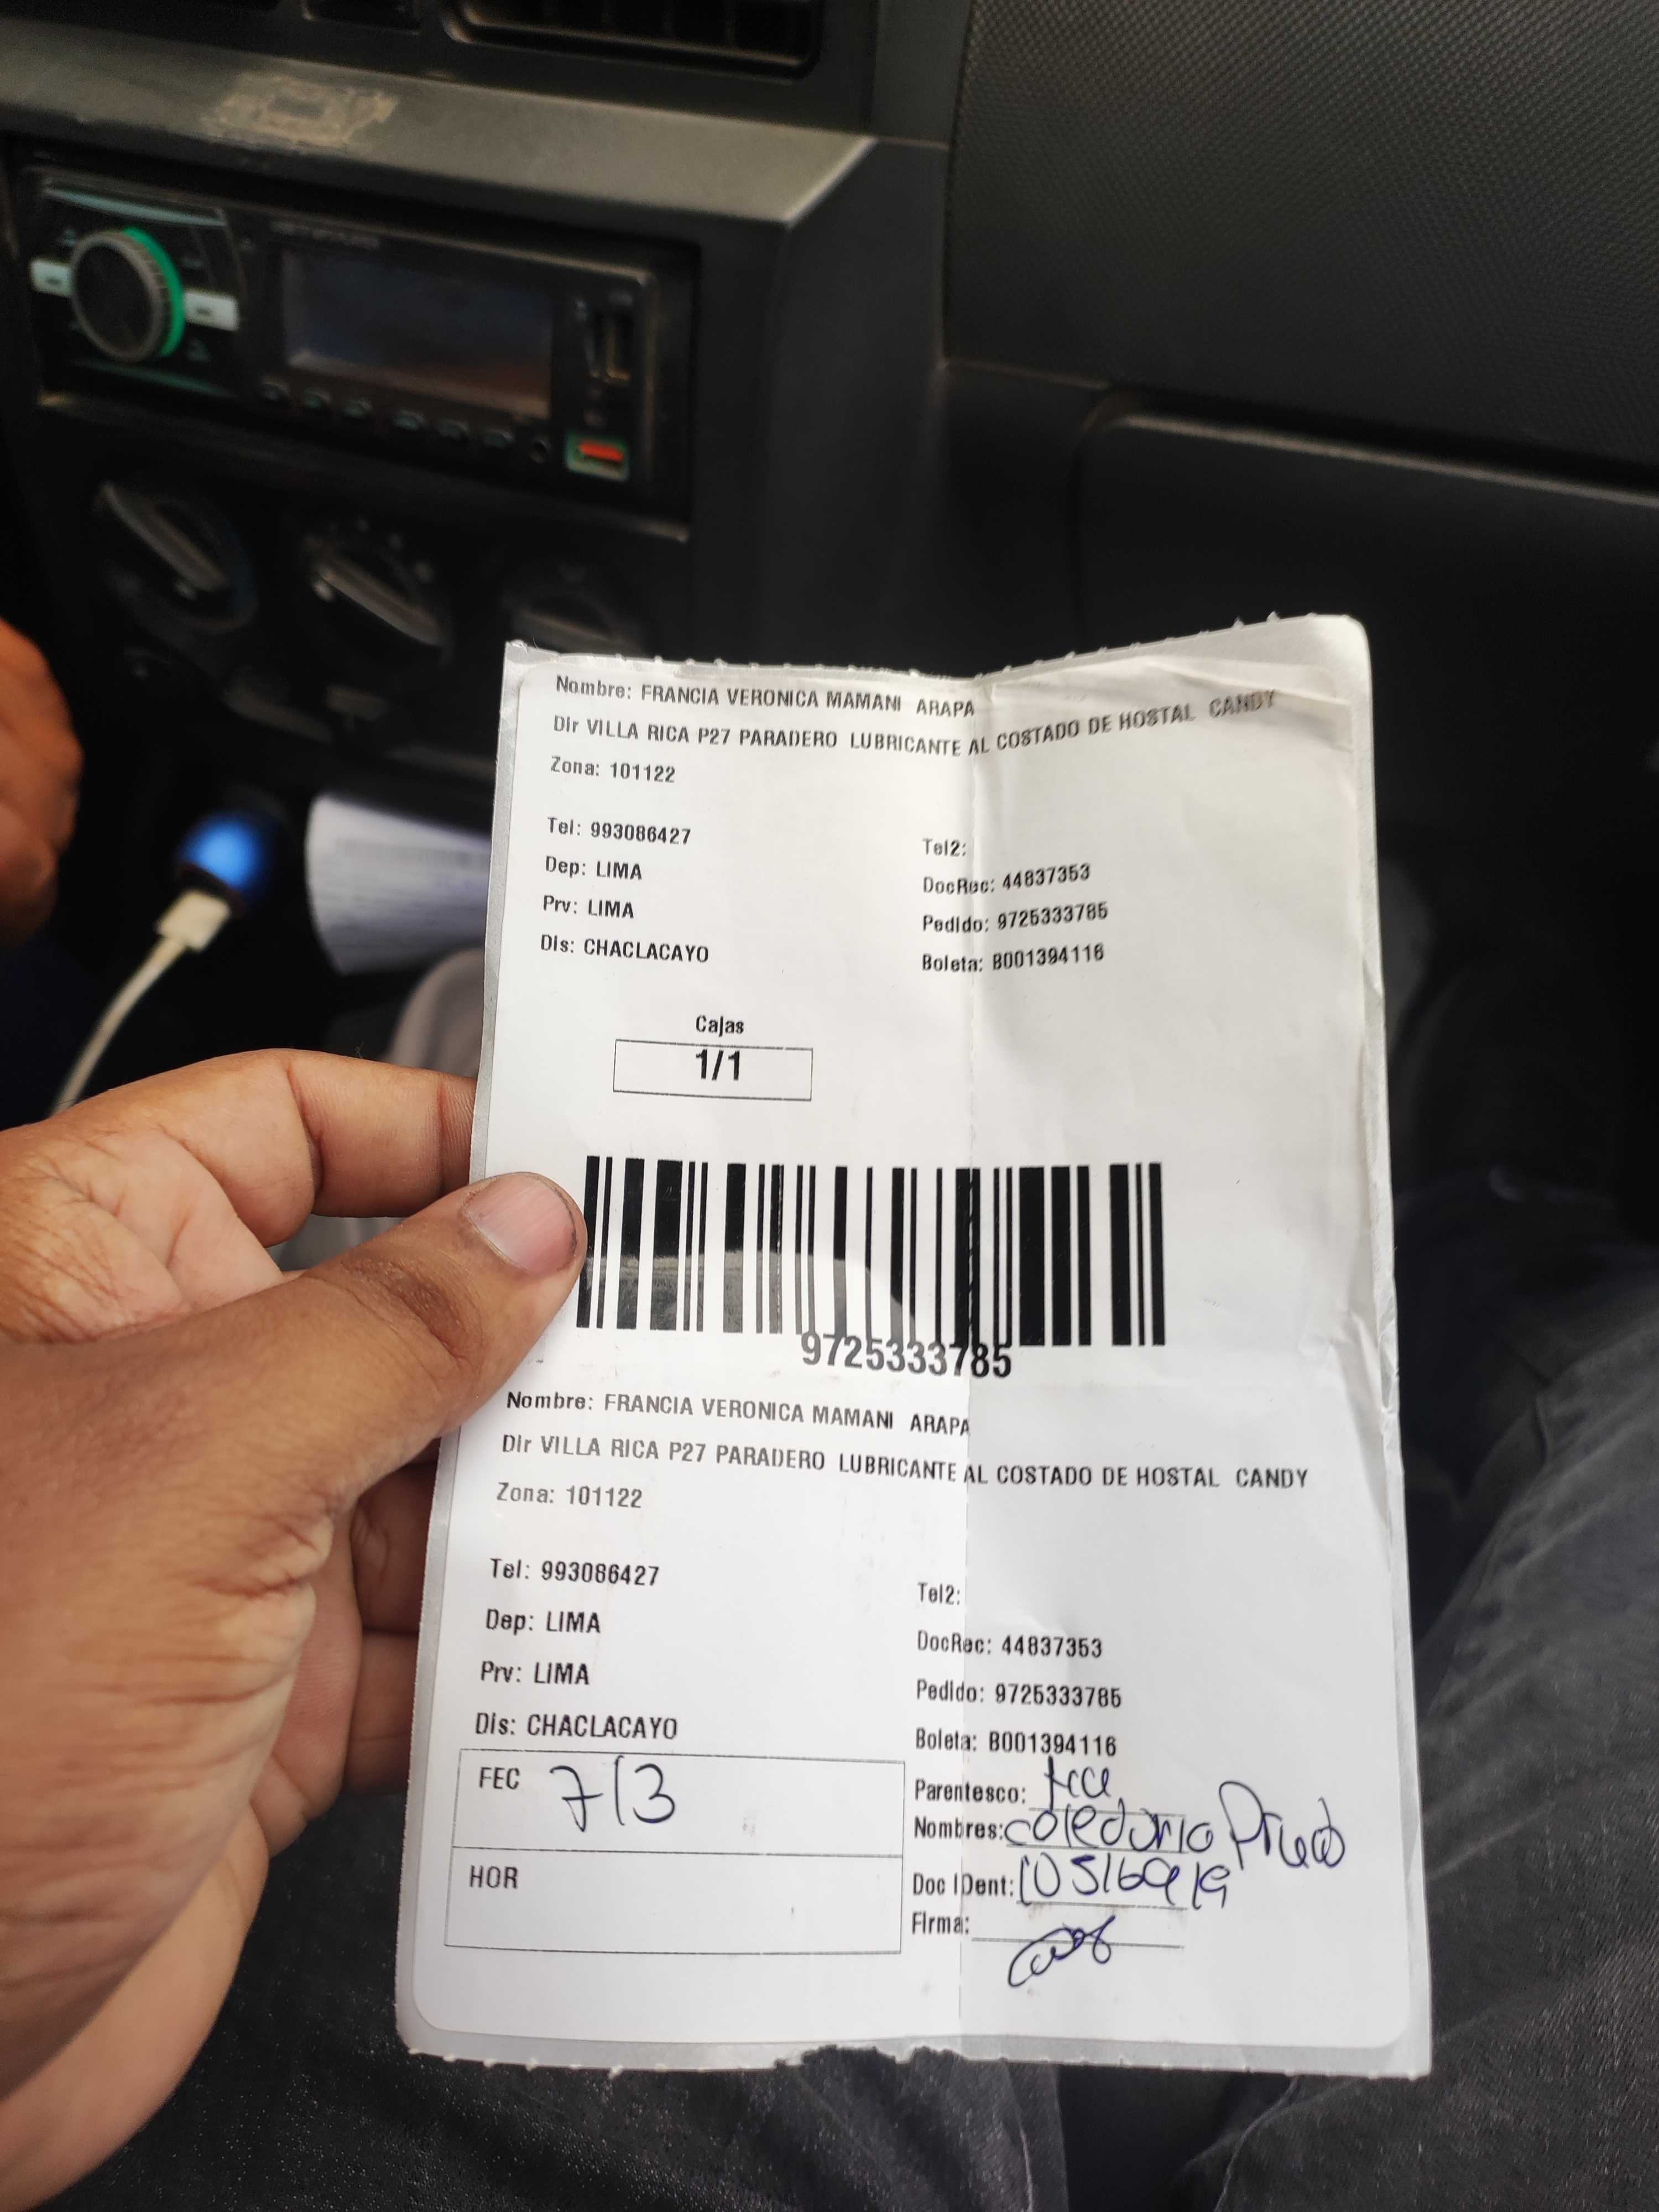 Nombre: FRANCIA VERONICA MAMANI ARAPA
Dir VILLA RICA P27 PARADERO LUBRICANTE AL COSTADO DE HOSTAL CANDY
Zona: 101122
Tel: 993086427
Tel2:
Dep: LIMA
DocRec: 44837353
Prv: LIMA
Pedido: 9725333785
Dis: CHACLACAYO
Boleta: B001394116
Cajas
1/1
9725333785
Nombre: FRANCIA VERONICA MAMANI ARAPA
Dir VILLA RICA P27 PARADERO LUBRICANTE AL COSTADO DE HOSTAL CANDY
Zona: 101122
Tel: 993086427
Tel2:
Dep: LIMA
DocRec: 44837353
Prv: LIMA
Pedido: 9725333785
Dis: CHACLACAYO
Boleta: B001394116
FEC 7/3
Parentesco:
Nombres:
HOR
Doc IDent:
Firma: